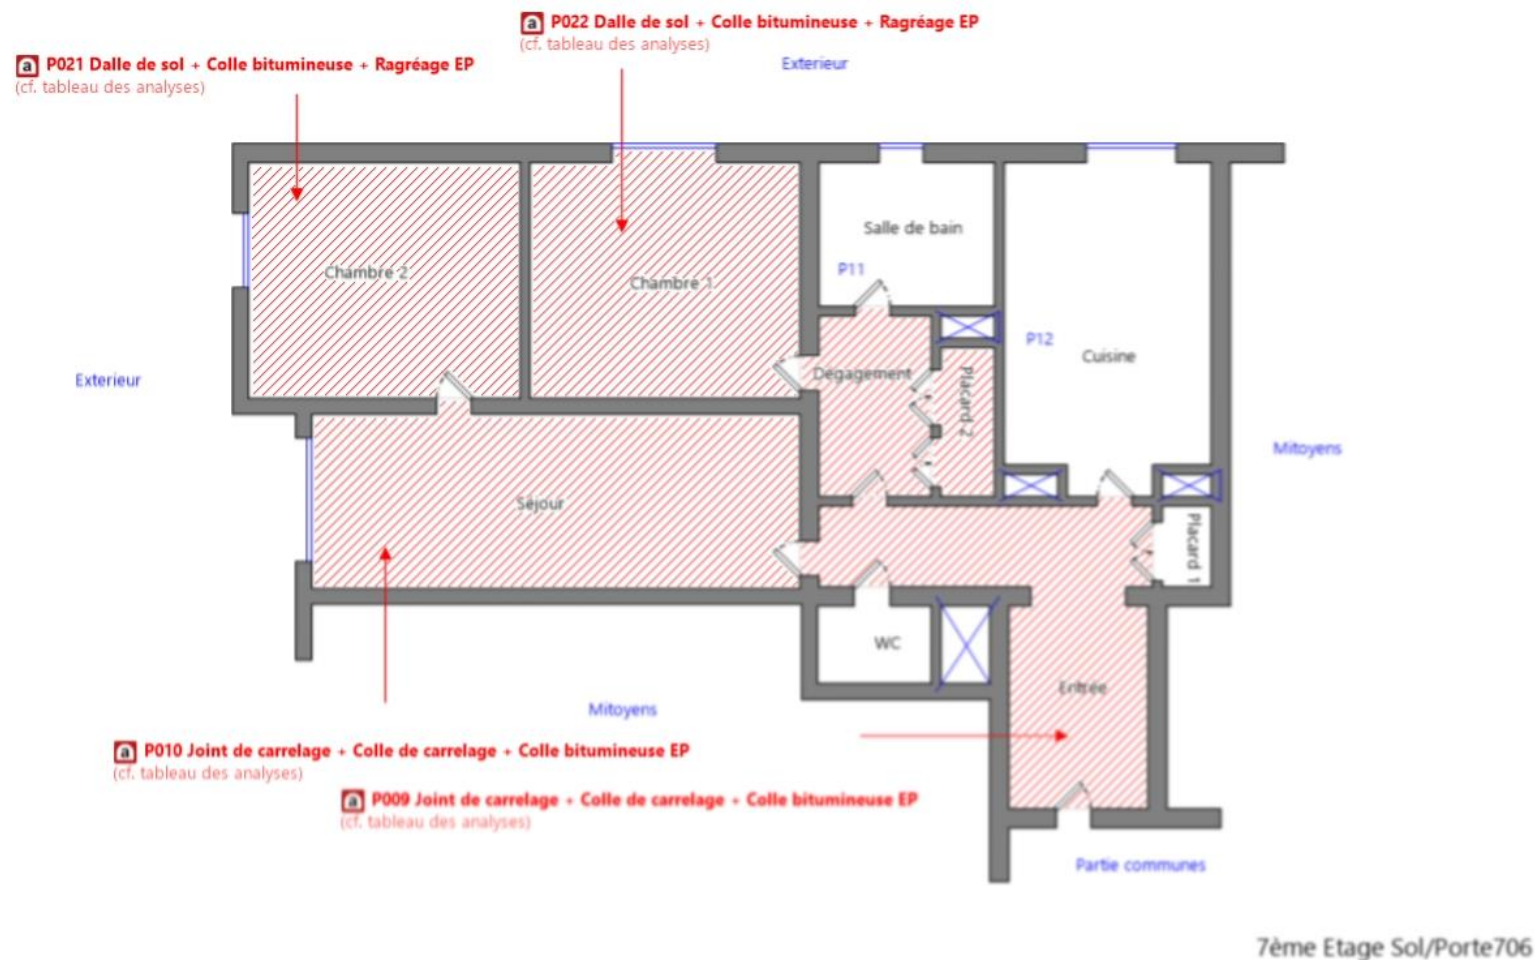 a P022 Dalle de sol + Colle bitumineuse + Ragréage EP
(cf. tableau des analyses)
a P021 Dalle de sol + Colle bitumineuse + Ragréage EP
(cf. tableau des analyses)
Exterieur
Salle de bain
Chambre 2
Chambre 1
P11
P12
Cuisine
Exterieur
Dégagement
Placard 2
Mitoyens
Séjour
Placard 1
WC
Entrée
Mitoyens
a P010 Joint de carrelage + Colle de carrelage + Colle bitumineuse EP
(cf. tableau des analyses)
a P009 Joint de carrelage + Colle de carrelage + Colle bitumineuse EP
(cf. tableau des analyses)
Partie communes
7ème Etage Sol/Porte706